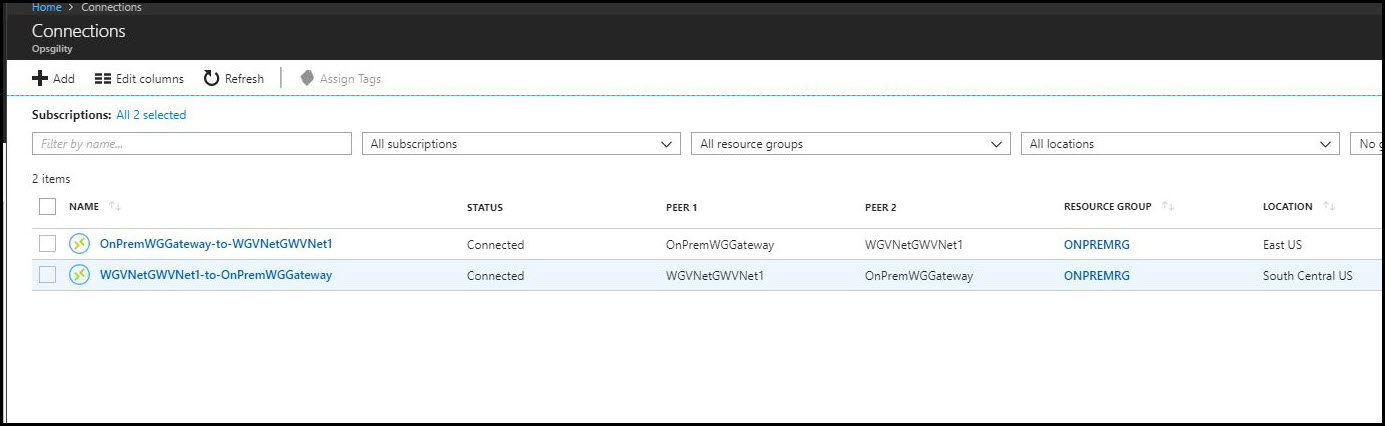 Home > Connections
Connections
Opsgility
Add Edit columns Refresh Assign Tags
Subscriptions: All 2 selected
Filter by name... All subscriptions All resource groups All locations No
2 items
NAME STATUS PEER 1 PEER 2 RESOURCE GROUP LOCATION
OnPremWGGateway-to-WGVNetGWVNet1 Connected OnPremWGGateway WGVNetGWVNet1 ONPREMRG East US
WGVNetGWVNet1-to-OnPremWGGateway Connected WGVNetGWVNet1 OnPremWGGateway ONPREMRG South Central US